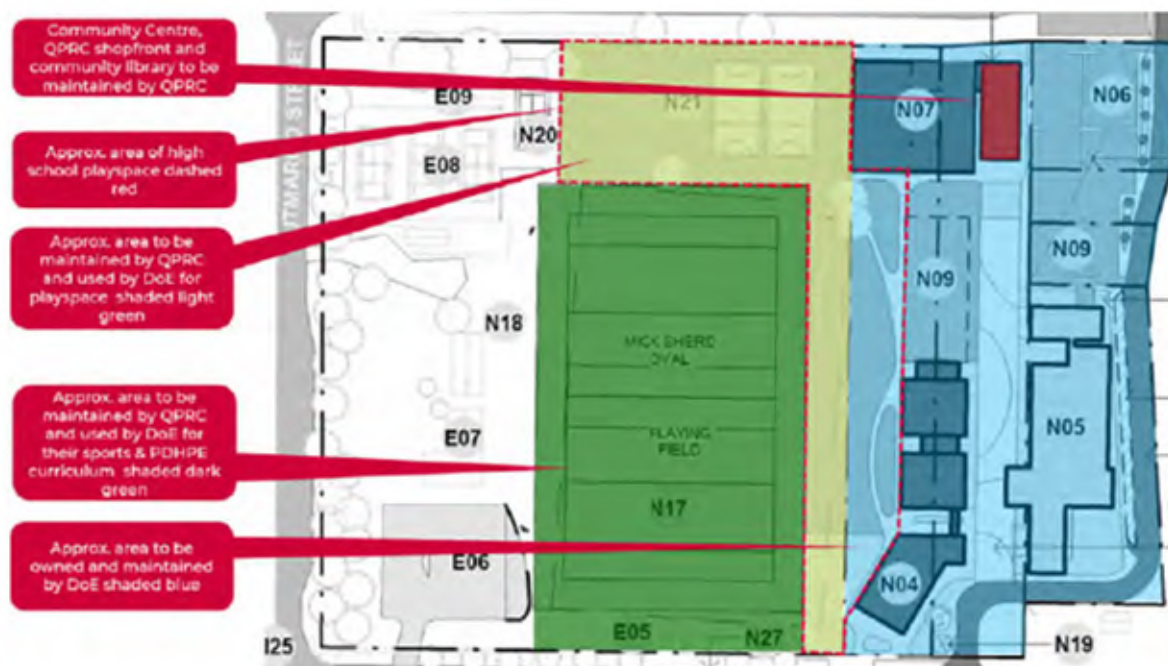 Community Centre,
QPRC shopfront and
community library to be
maintained by QPRC
Approx. area of high
school playspace dashed
red
Approx. area to be
maintained by QPRC
and used by DoE for
playspace shaded light
green
Approx. area to be
maintained by QPRC
and used by DoE for
their sports & PDHPE
curriculum shaded dark
green
Approx. area to be
owned and maintained
by DoE shaded blue
E09
N20
E08
N21
N07
N06
N09
N09
N18
MICK SHERD
OVAL
E07
PLAYING
FIELD
N05
N17
E06
N04
E05
N27
I25
N19